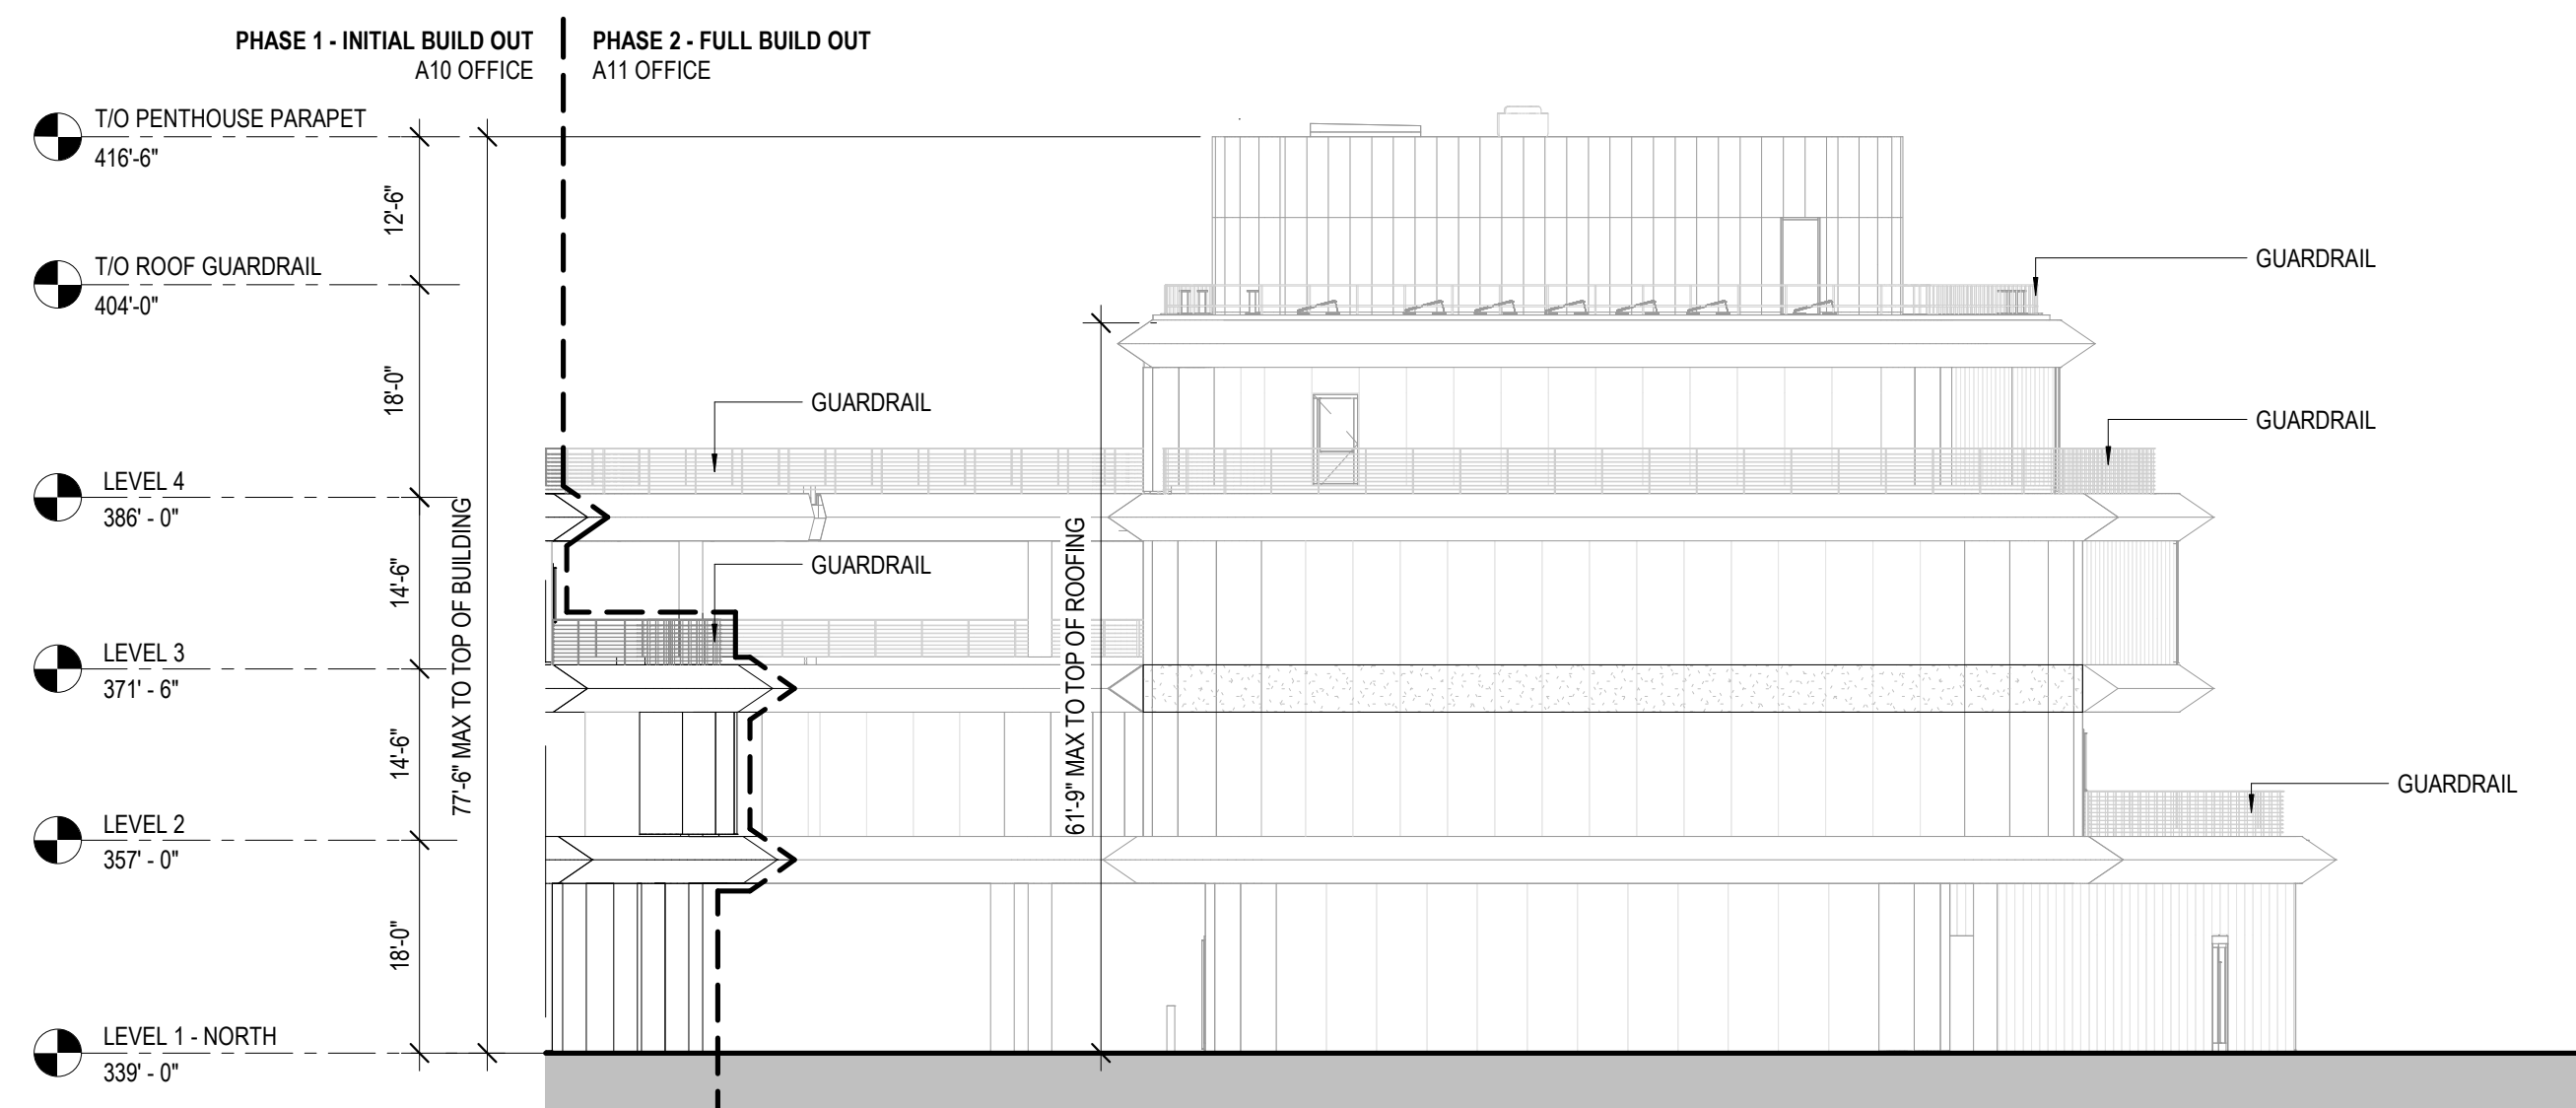 PHASE 1 - INITIAL BUILD OUT
A10 OFFICE
PHASE 2 - FULL BUILD OUT
A11 OFFICE
T/O PENTHOUSE PARAPET
416'-6"
12'-6"
T/O ROOF GUARDRAIL
404'-0"
GUARDRAIL
18'-0"
GUARDRAIL
GUARDRAIL
LEVEL 4
386' - 0"
77'-6" MAX TO TOP OF BUILDING
61'-9" MAX TO TOP OF ROOFING
14'-6"
GUARDRAIL
LEVEL 3
371' - 6"
14'-6"
GUARDRAIL
LEVEL 2
357' - 0"
18'-0"
LEVEL 1 - NORTH
339' - 0"